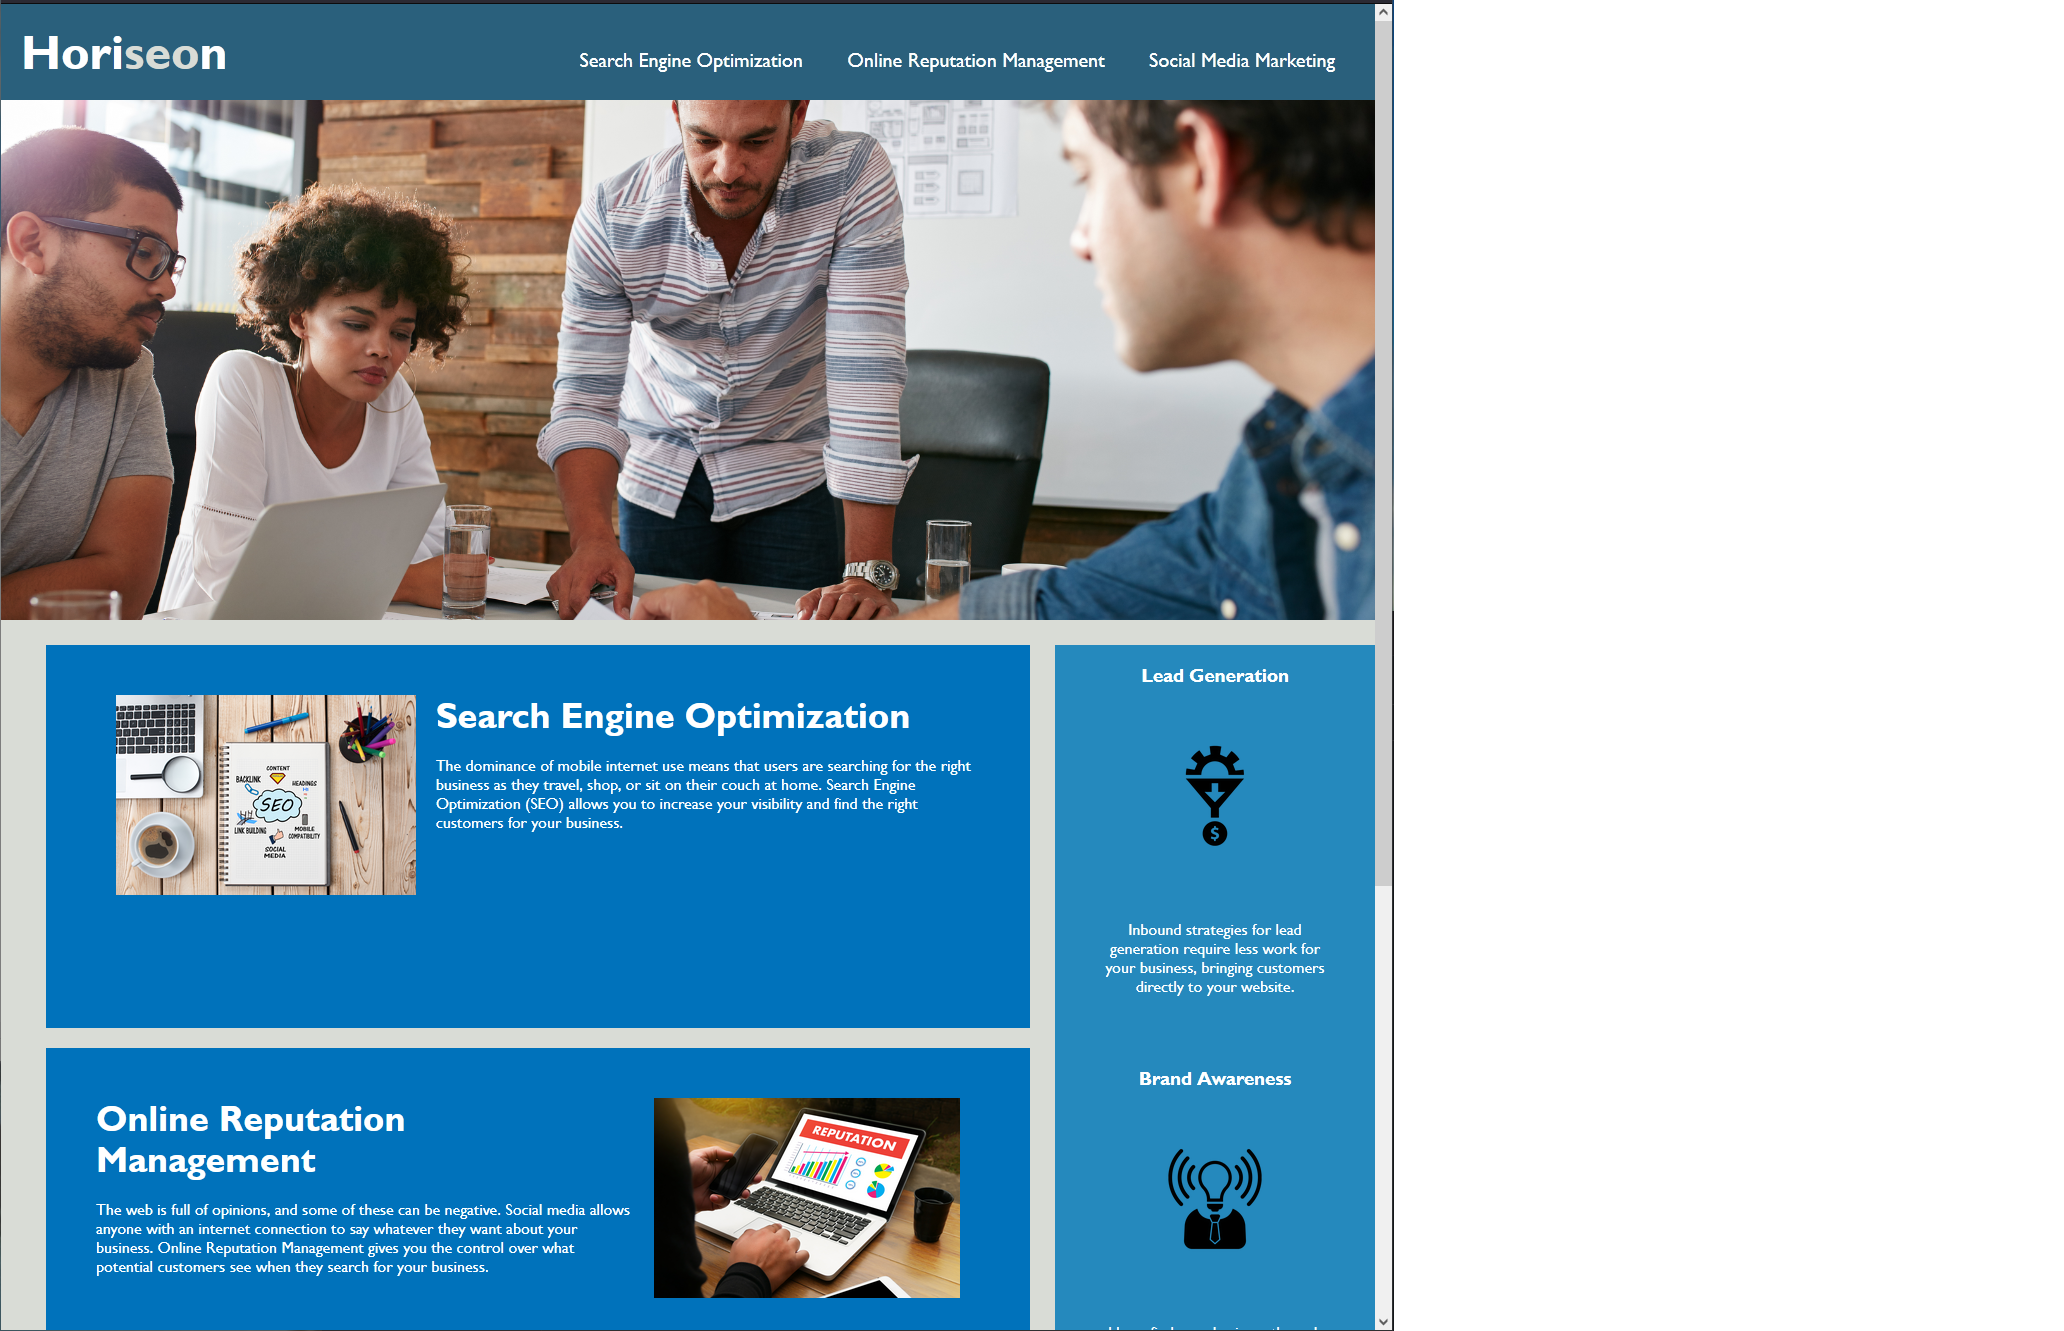 Horiseon
Search Engine Optimization
Online Reputation Management
Social Media Marketing
Search Engine Optimization
The dominance of mobile internet use means that users are searching for the right
business as they travel, shop, or sit on their couch at home. Search Engine
Optimization (SEO) allows you to increase your visibility and find the right
customers for your business.
CONTENT
BACKLINK
HEADINGS
SEO
LINK BUILDING
MOBILE
COMPATIBILITY
SOCIAL
MEDIA
Lead Generation
$
Inbound strategies for lead
generation require less work for
your business, bringing customers
directly to your website.
Online Reputation
Management
The web is full of opinions, and some of these can be negative. Social media allows
anyone with an internet connection to say whatever they want about your
business. Online Reputation Management gives you the control over what
potential customers see when they search for your business.
REPUTATION
Brand Awareness